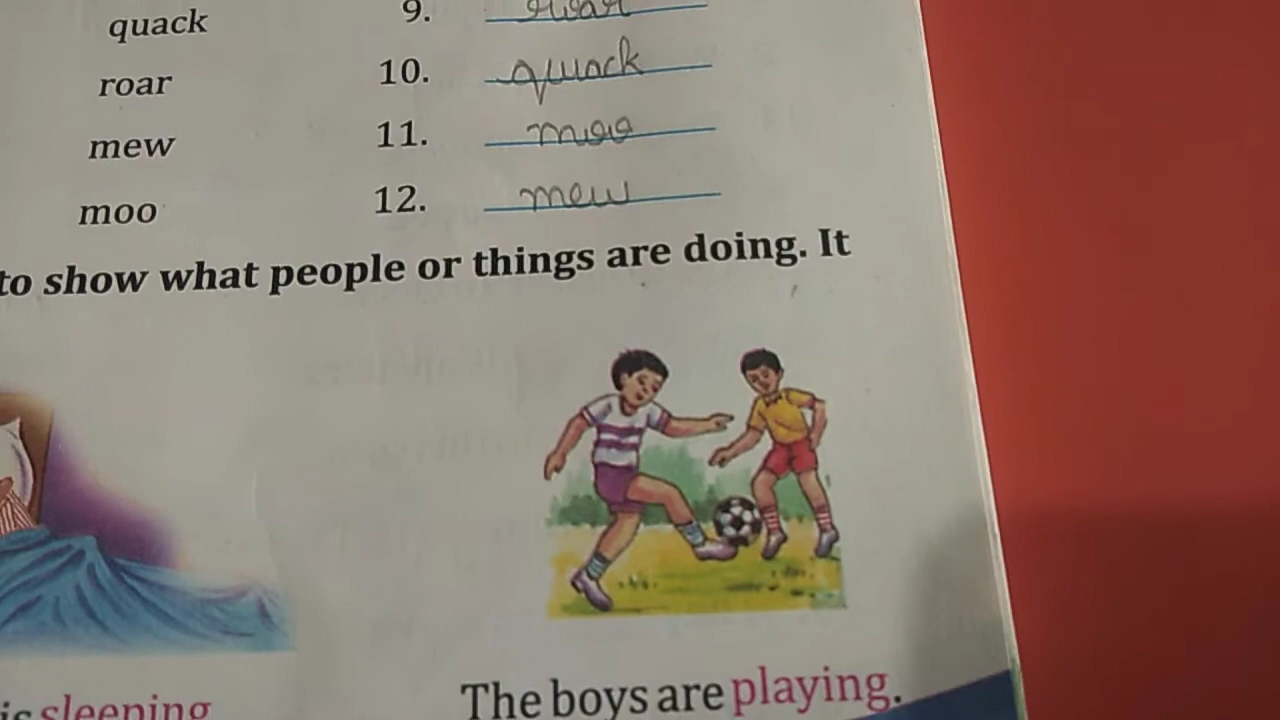 quack 9.
roar 10. quack
mew 11. moo
moo 12. mew
to show what people or things are doing. It
is sleeping
The boys are playing.